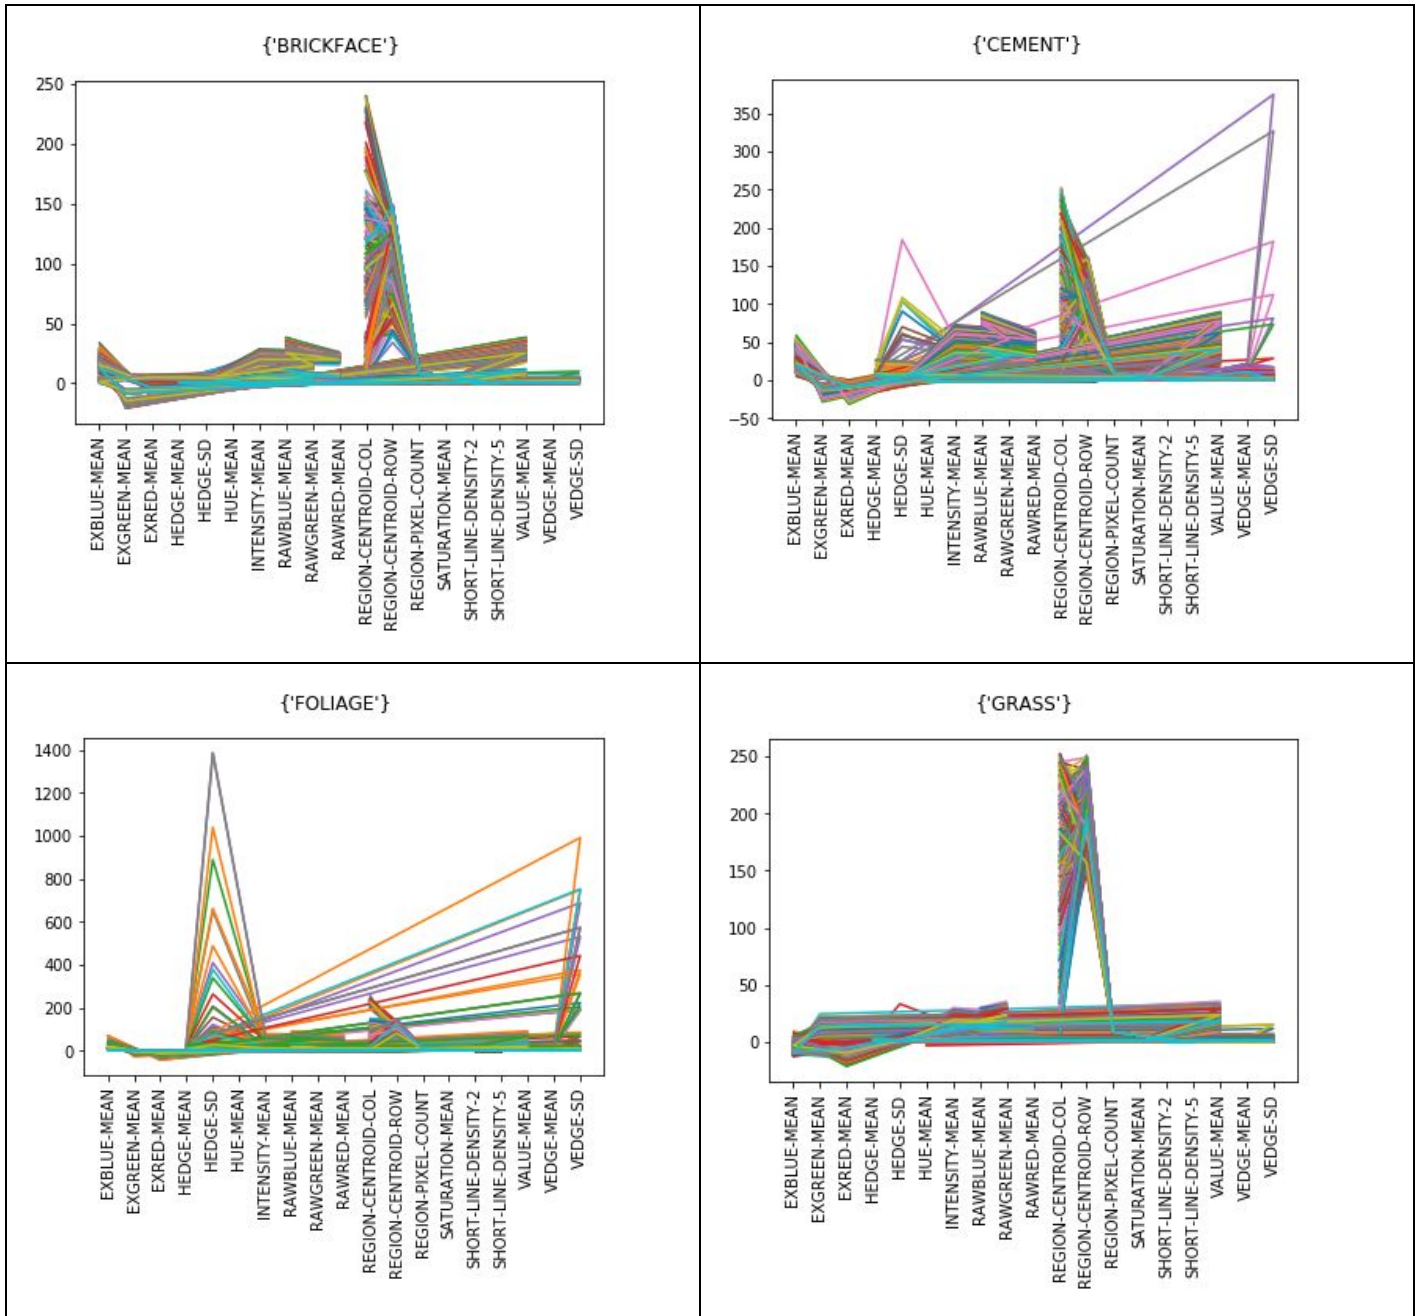 {'BRICKFACE'}
250
200
150
100
50
0
EXBLUE-MEAN
EXGREEN-MEAN
EXRED-MEAN
HEDGE-MEAN
HEDGE-SD
HUE-MEAN
INTENSITY-MEAN
RAWBLUE-MEAN
RAWGREEN-MEAN
RAWRED-MEAN
REGION-CENTROID-COL
REGION-CENTROID-ROW
REGION-PIXEL-COUNT
SATURATION-MEAN
SHORT-LINE-DENSITY-2
SHORT-LINE-DENSITY-5
VALUE-MEAN
VEDGE-MEAN
VEDGE-SD
{'CEMENT'}
350
300
250
200
150
100
50
0
−50
EXBLUE-MEAN
EXGREEN-MEAN
EXRED-MEAN
HEDGE-MEAN
HEDGE-SD
HUE-MEAN
INTENSITY-MEAN
RAWBLUE-MEAN
RAWGREEN-MEAN
RAWRED-MEAN
REGION-CENTROID-COL
REGION-CENTROID-ROW
REGION-PIXEL-COUNT
SATURATION-MEAN
SHORT-LINE-DENSITY-2
SHORT-LINE-DENSITY-5
VALUE-MEAN
VEDGE-MEAN
VEDGE-SD
{'FOLIAGE'}
1400
1200
1000
800
600
400
200
0
EXBLUE-MEAN
EXGREEN-MEAN
EXRED-MEAN
HEDGE-MEAN
HEDGE-SD
HUE-MEAN
INTENSITY-MEAN
RAWBLUE-MEAN
RAWGREEN-MEAN
RAWRED-MEAN
REGION-CENTROID-COL
REGION-CENTROID-ROW
REGION-PIXEL-COUNT
SATURATION-MEAN
SHORT-LINE-DENSITY-2
SHORT-LINE-DENSITY-5
VALUE-MEAN
VEDGE-MEAN
VEDGE-SD
{'GRASS'}
250
200
150
100
50
0
EXBLUE-MEAN
EXGREEN-MEAN
EXRED-MEAN
HEDGE-MEAN
HEDGE-SD
HUE-MEAN
INTENSITY-MEAN
RAWBLUE-MEAN
RAWGREEN-MEAN
RAWRED-MEAN
REGION-CENTROID-COL
REGION-CENTROID-ROW
REGION-PIXEL-COUNT
SATURATION-MEAN
SHORT-LINE-DENSITY-2
SHORT-LINE-DENSITY-5
VALUE-MEAN
VEDGE-MEAN
VEDGE-SD